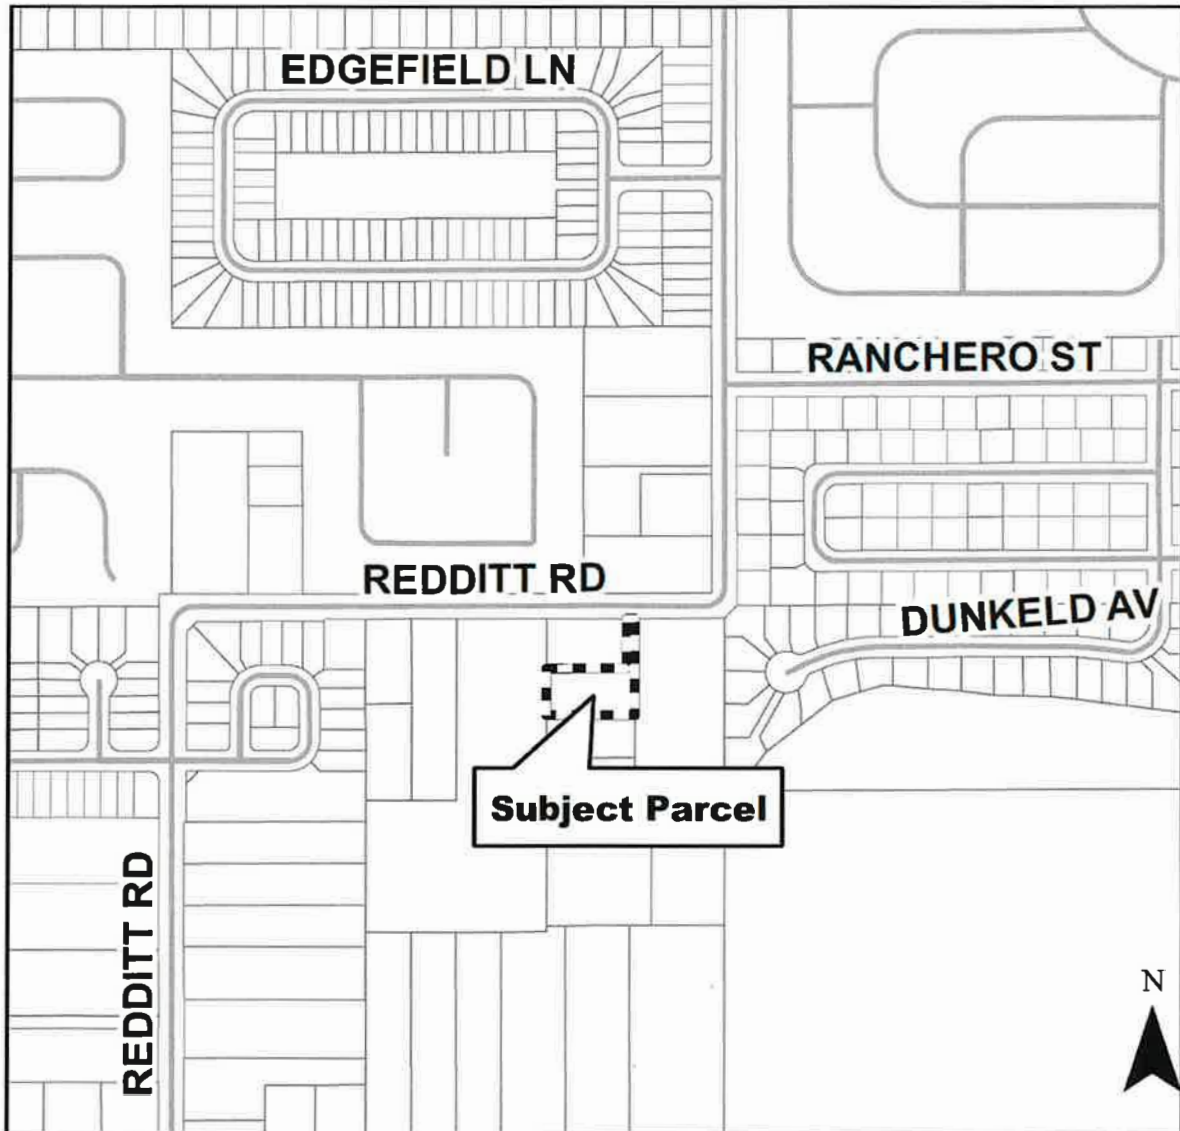 EDGEFIELD LN
RANCHERO ST
REDDITT RD
DUNKELD AV
Subject Parcel
REDDITT RD
N